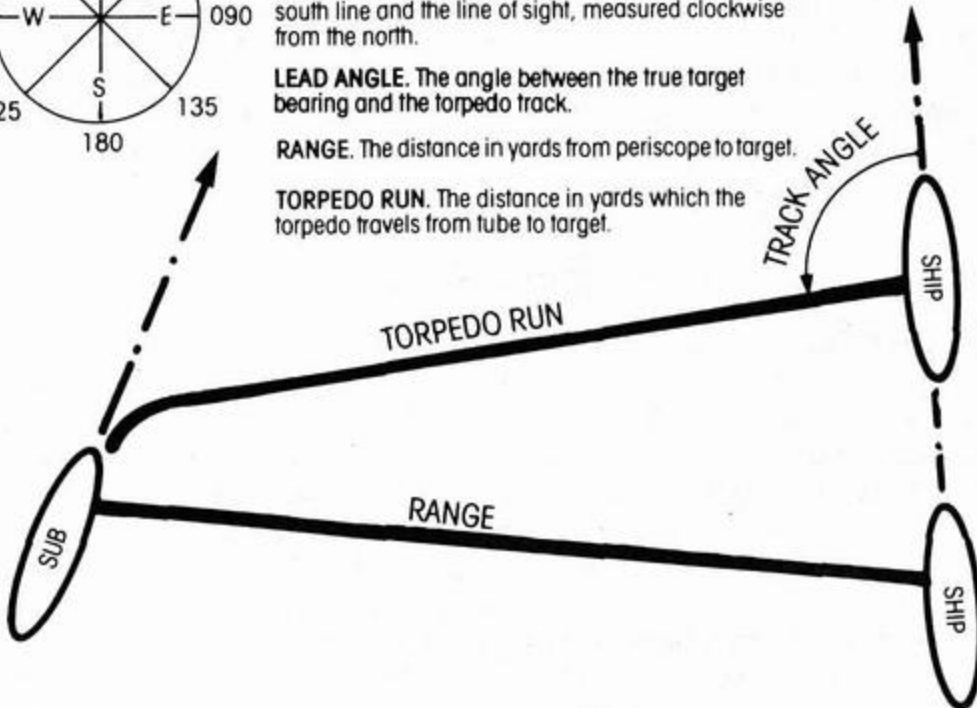 W
E
090
S
25
135
180
south line and the line of sight, measured clockwise
from the north.
LEAD ANGLE. The angle between the true target
bearing and the torpedo track.
RANGE. The distance in yards from periscope to target.
TORPEDO RUN. The distance in yards which the
torpedo travels from tube to target.
TRACK ANGLE
SHIP
TORPEDO RUN
RANGE
SUB
SHIP